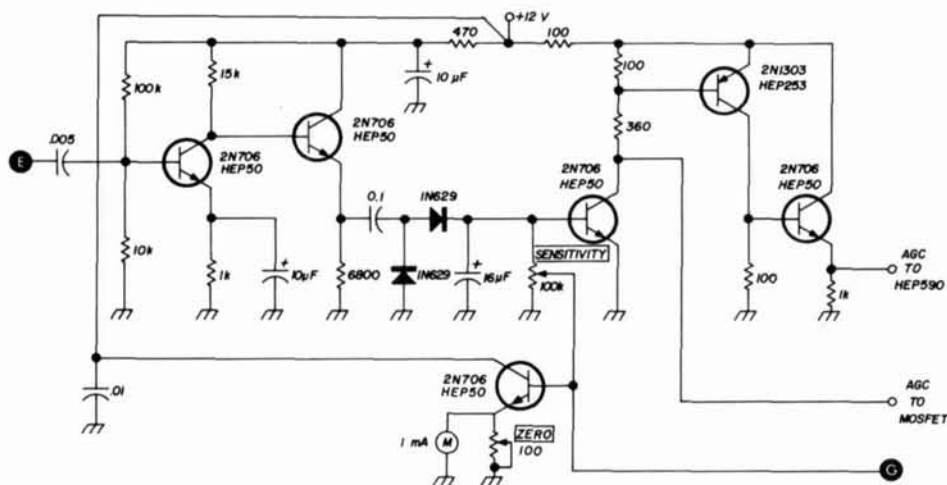 +12 V
470
100
15k
100k
10 µF
100
2N1303
HEP253
.005
2N706
HEP50
360
E
2N706
HEP50
2N706
HEP50
2N706
HEP50
0.1
1N629
SENSITIVITY
10k
1k
10µF
6800
1N629
16µF
100k
100
1k
AGC
TO
HEP590
2N706
HEP50
.01
1 mA
M
ZERO
100
AGC
TO
MOSFET
G